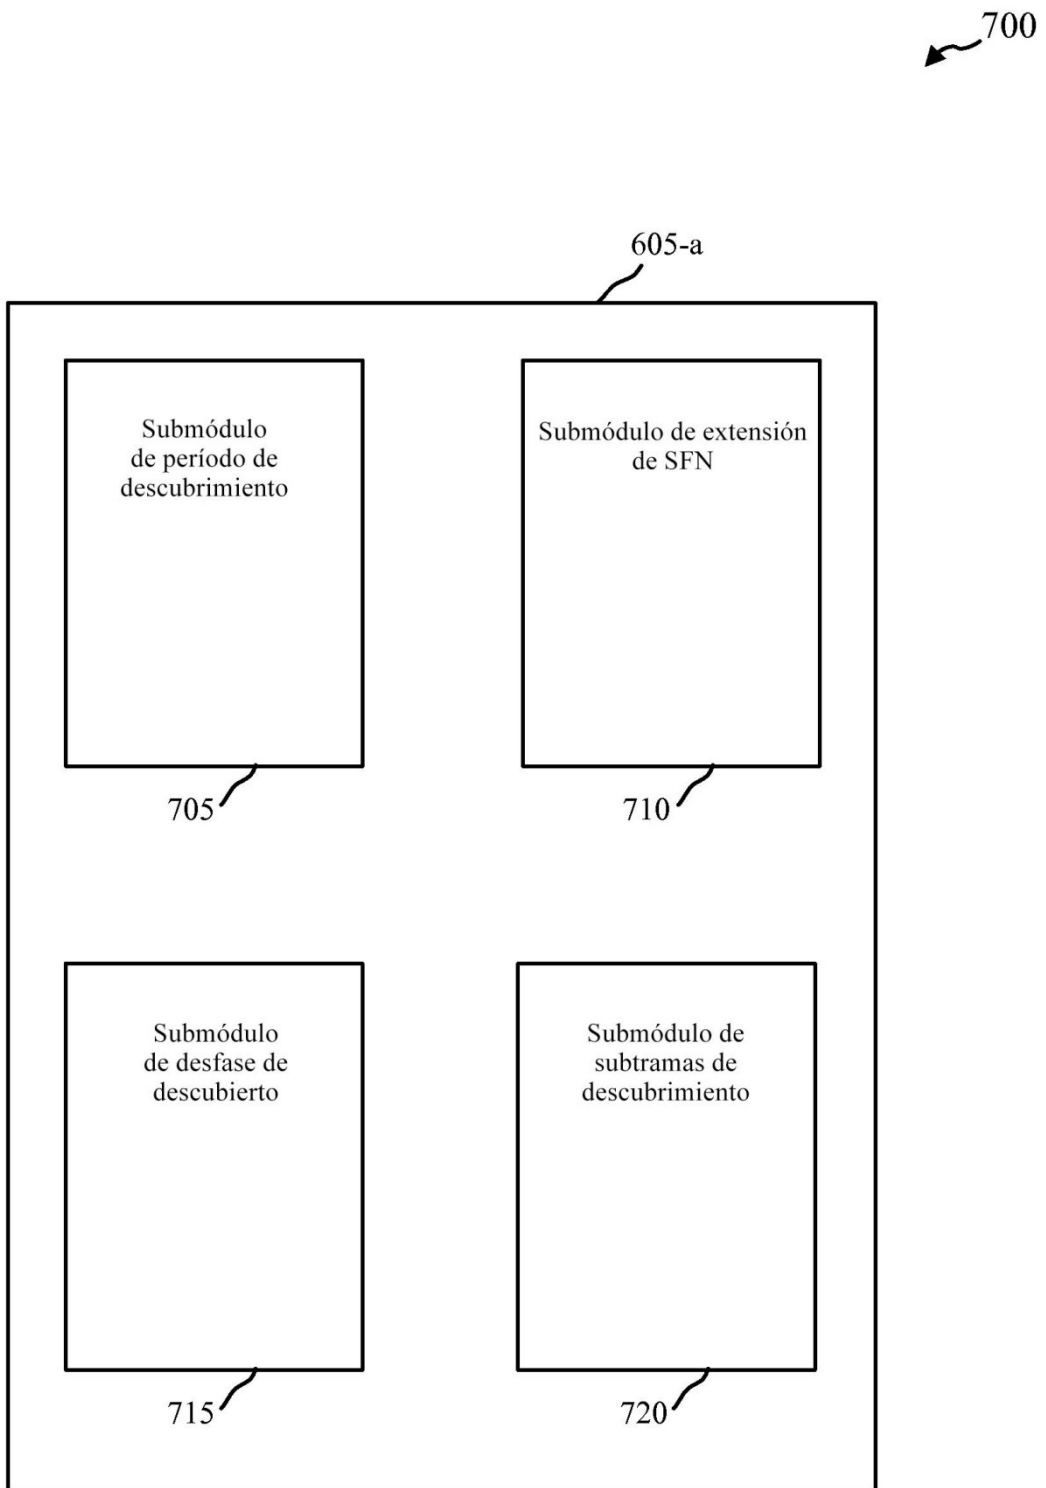 700
605-a
Submódulo
de período de
descubrimiento
705
Submódulo de extensión
de SFN
710
Submódulo
de desfase de
descubierto
715
Submódulo de
subtramas de
descubrimiento
720